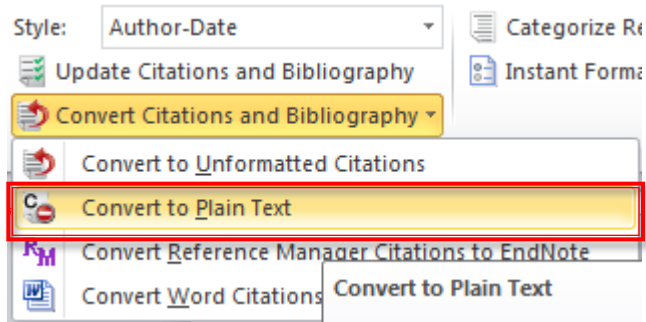 Style: Author-Date Categorize Re
Update Citations and Bibliography Instant Forma
Convert Citations and Bibliography
Convert to Unformatted Citations
Convert to Plain Text
Convert Reference Manager Citations to EndNote
Convert Word Citations
Convert to Plain Text